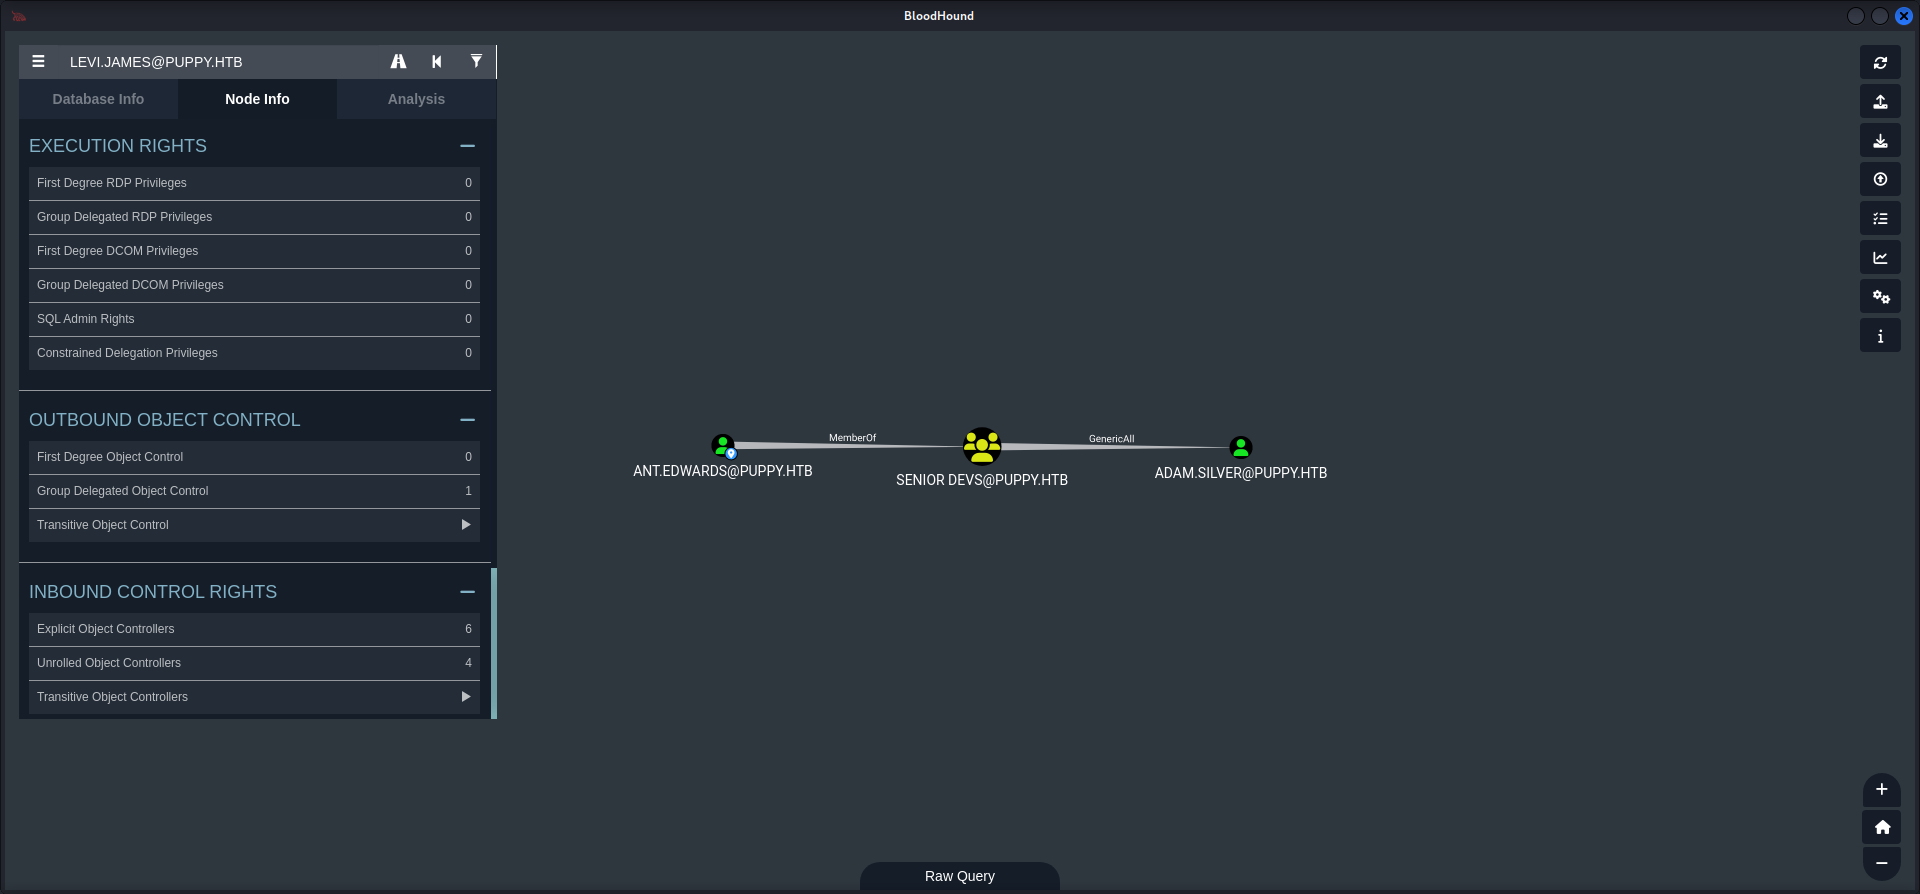 BloodHound
LEVI.JAMES@PUPPY.HTB
Database Info
Node Info
Analysis
EXECUTION RIGHTS
First Degree RDP Privileges 0
Group Delegated RDP Privileges 0
First Degree DCOM Privileges 0
Group Delegated DCOM Privileges 0
SQL Admin Rights 0
Constrained Delegation Privileges 0
OUTBOUND OBJECT CONTROL
First Degree Object Control 0
Group Delegated Object Control 1
Transitive Object Control
INBOUND CONTROL RIGHTS
Explicit Object Controllers 6
Unrolled Object Controllers 4
Transitive Object Controllers
MemberOf
GenericAll
ANT.EDWARDS@PUPPY.HTB
SENIOR DEVS@PUPPY.HTB
ADAM.SILVER@PUPPY.HTB
Raw Query